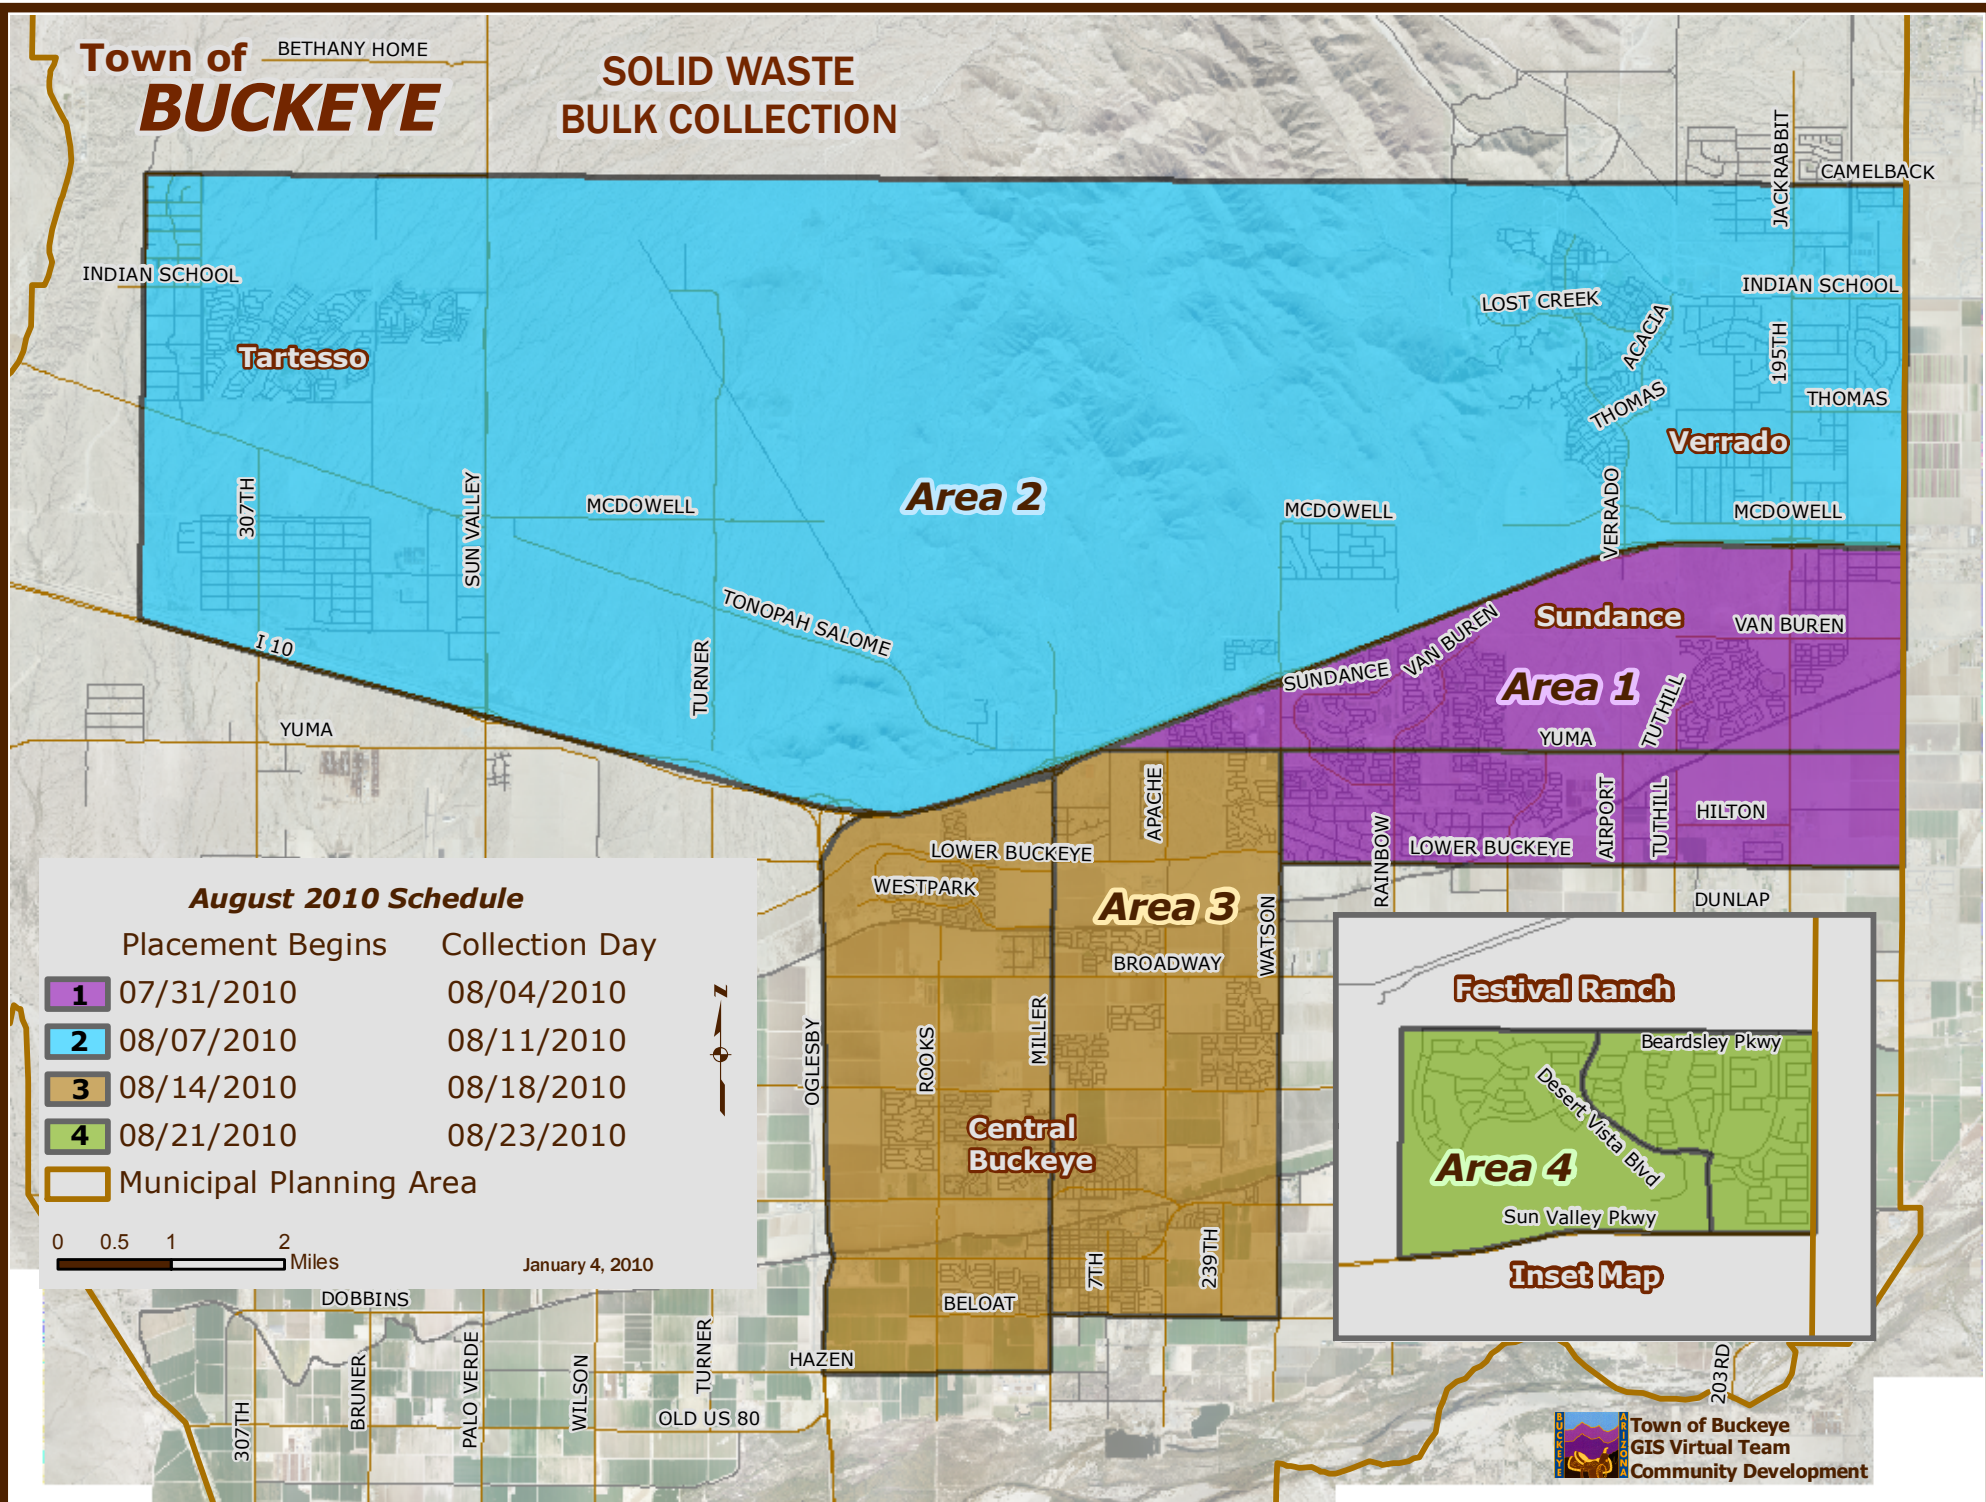 Town of
BUCKEYE
BETHANY HOME
SOLID WASTE
BULK COLLECTION
JACKRABBIT
CAMELBACK
INDIAN SCHOOL
INDIAN SCHOOL
LOST CREEK
ACACIA
195TH
Tartesso
THOMAS
THOMAS
Verrado
307TH
SUN VALLEY
MCDOWELL
Area 2
MCDOWELL
VERRADO
MCDOWELL
TONOPAH SALOME
I 10
TURNER
Sundance
VAN BUREN
VAN BUREN
SUNDANCE
Area 1
TUTHILL
YUMA
YUMA
APACHE
AIRPORT
TUTHILL
HILTON
RAINBOW
LOWER BUCKEYE
LOWER BUCKEYE
WESTPARK
Area 3
WATSON
DUNLAP
BROADWAY
OGLESBY
ROOKS
MILLER
Central
Buckeye
7TH
239TH
BELOAT
HAZEN
August 2010 Schedule
Placement Begins Collection Day
1 07/31/2010 08/04/2010
2 08/07/2010 08/11/2010
3 08/14/2010 08/18/2010
4 08/21/2010 08/23/2010
Municipal Planning Area
0 0.5 1 2
Miles
January 4, 2010
N
Festival Ranch
Beardsley Pkwy
Desert Vista Blvd
Area 4
Sun Valley Pkwy
Inset Map
DOBBINS
307TH
BRUNER
PALO VERDE
WILSON
TURNER
OLD US 80
203RD
BUCKEYE
ARIZONA
Town of Buckeye
GIS Virtual Team
Community Development